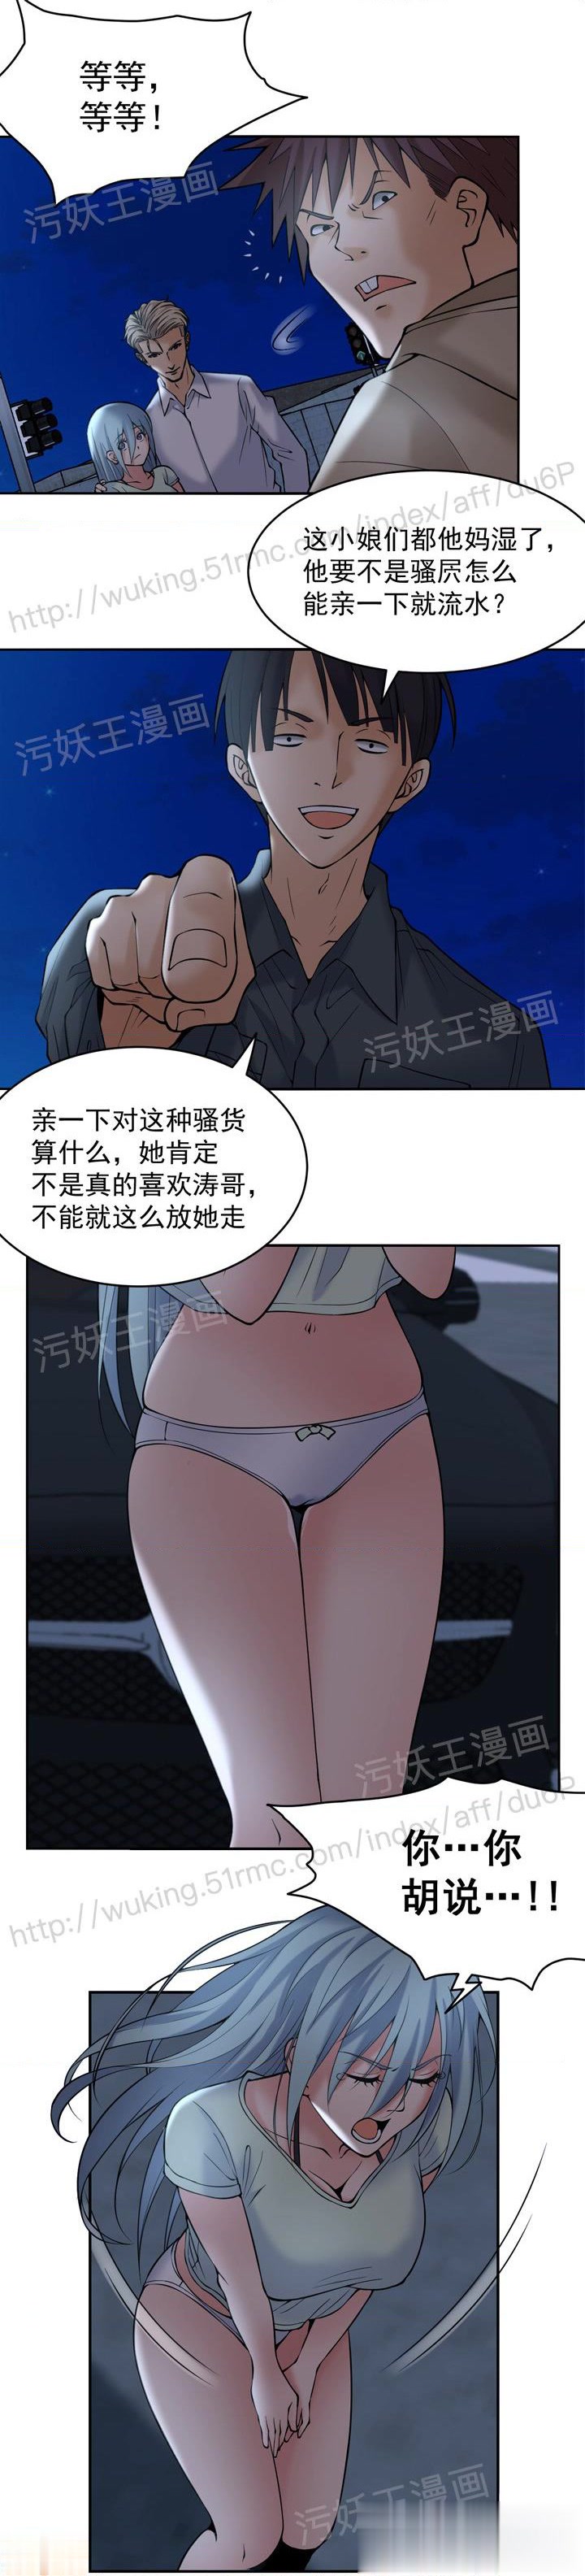 等等，
等等！
污妖王漫画
这小娘们都他妈湿了，
他要不是骚屄怎么
能亲一下就流水？
http://wuking.51rmc.com/index/aff/du6P
污妖王漫画
污妖王漫画
亲一下对这种骚货
算什么，她肯定
不是真的喜欢涛哥，
不能就这么放她走
污妖王漫画
污妖王漫画
你…你
胡说…!!
http://wuking.51rmc.com/index/aff/du6P
污妖王漫画